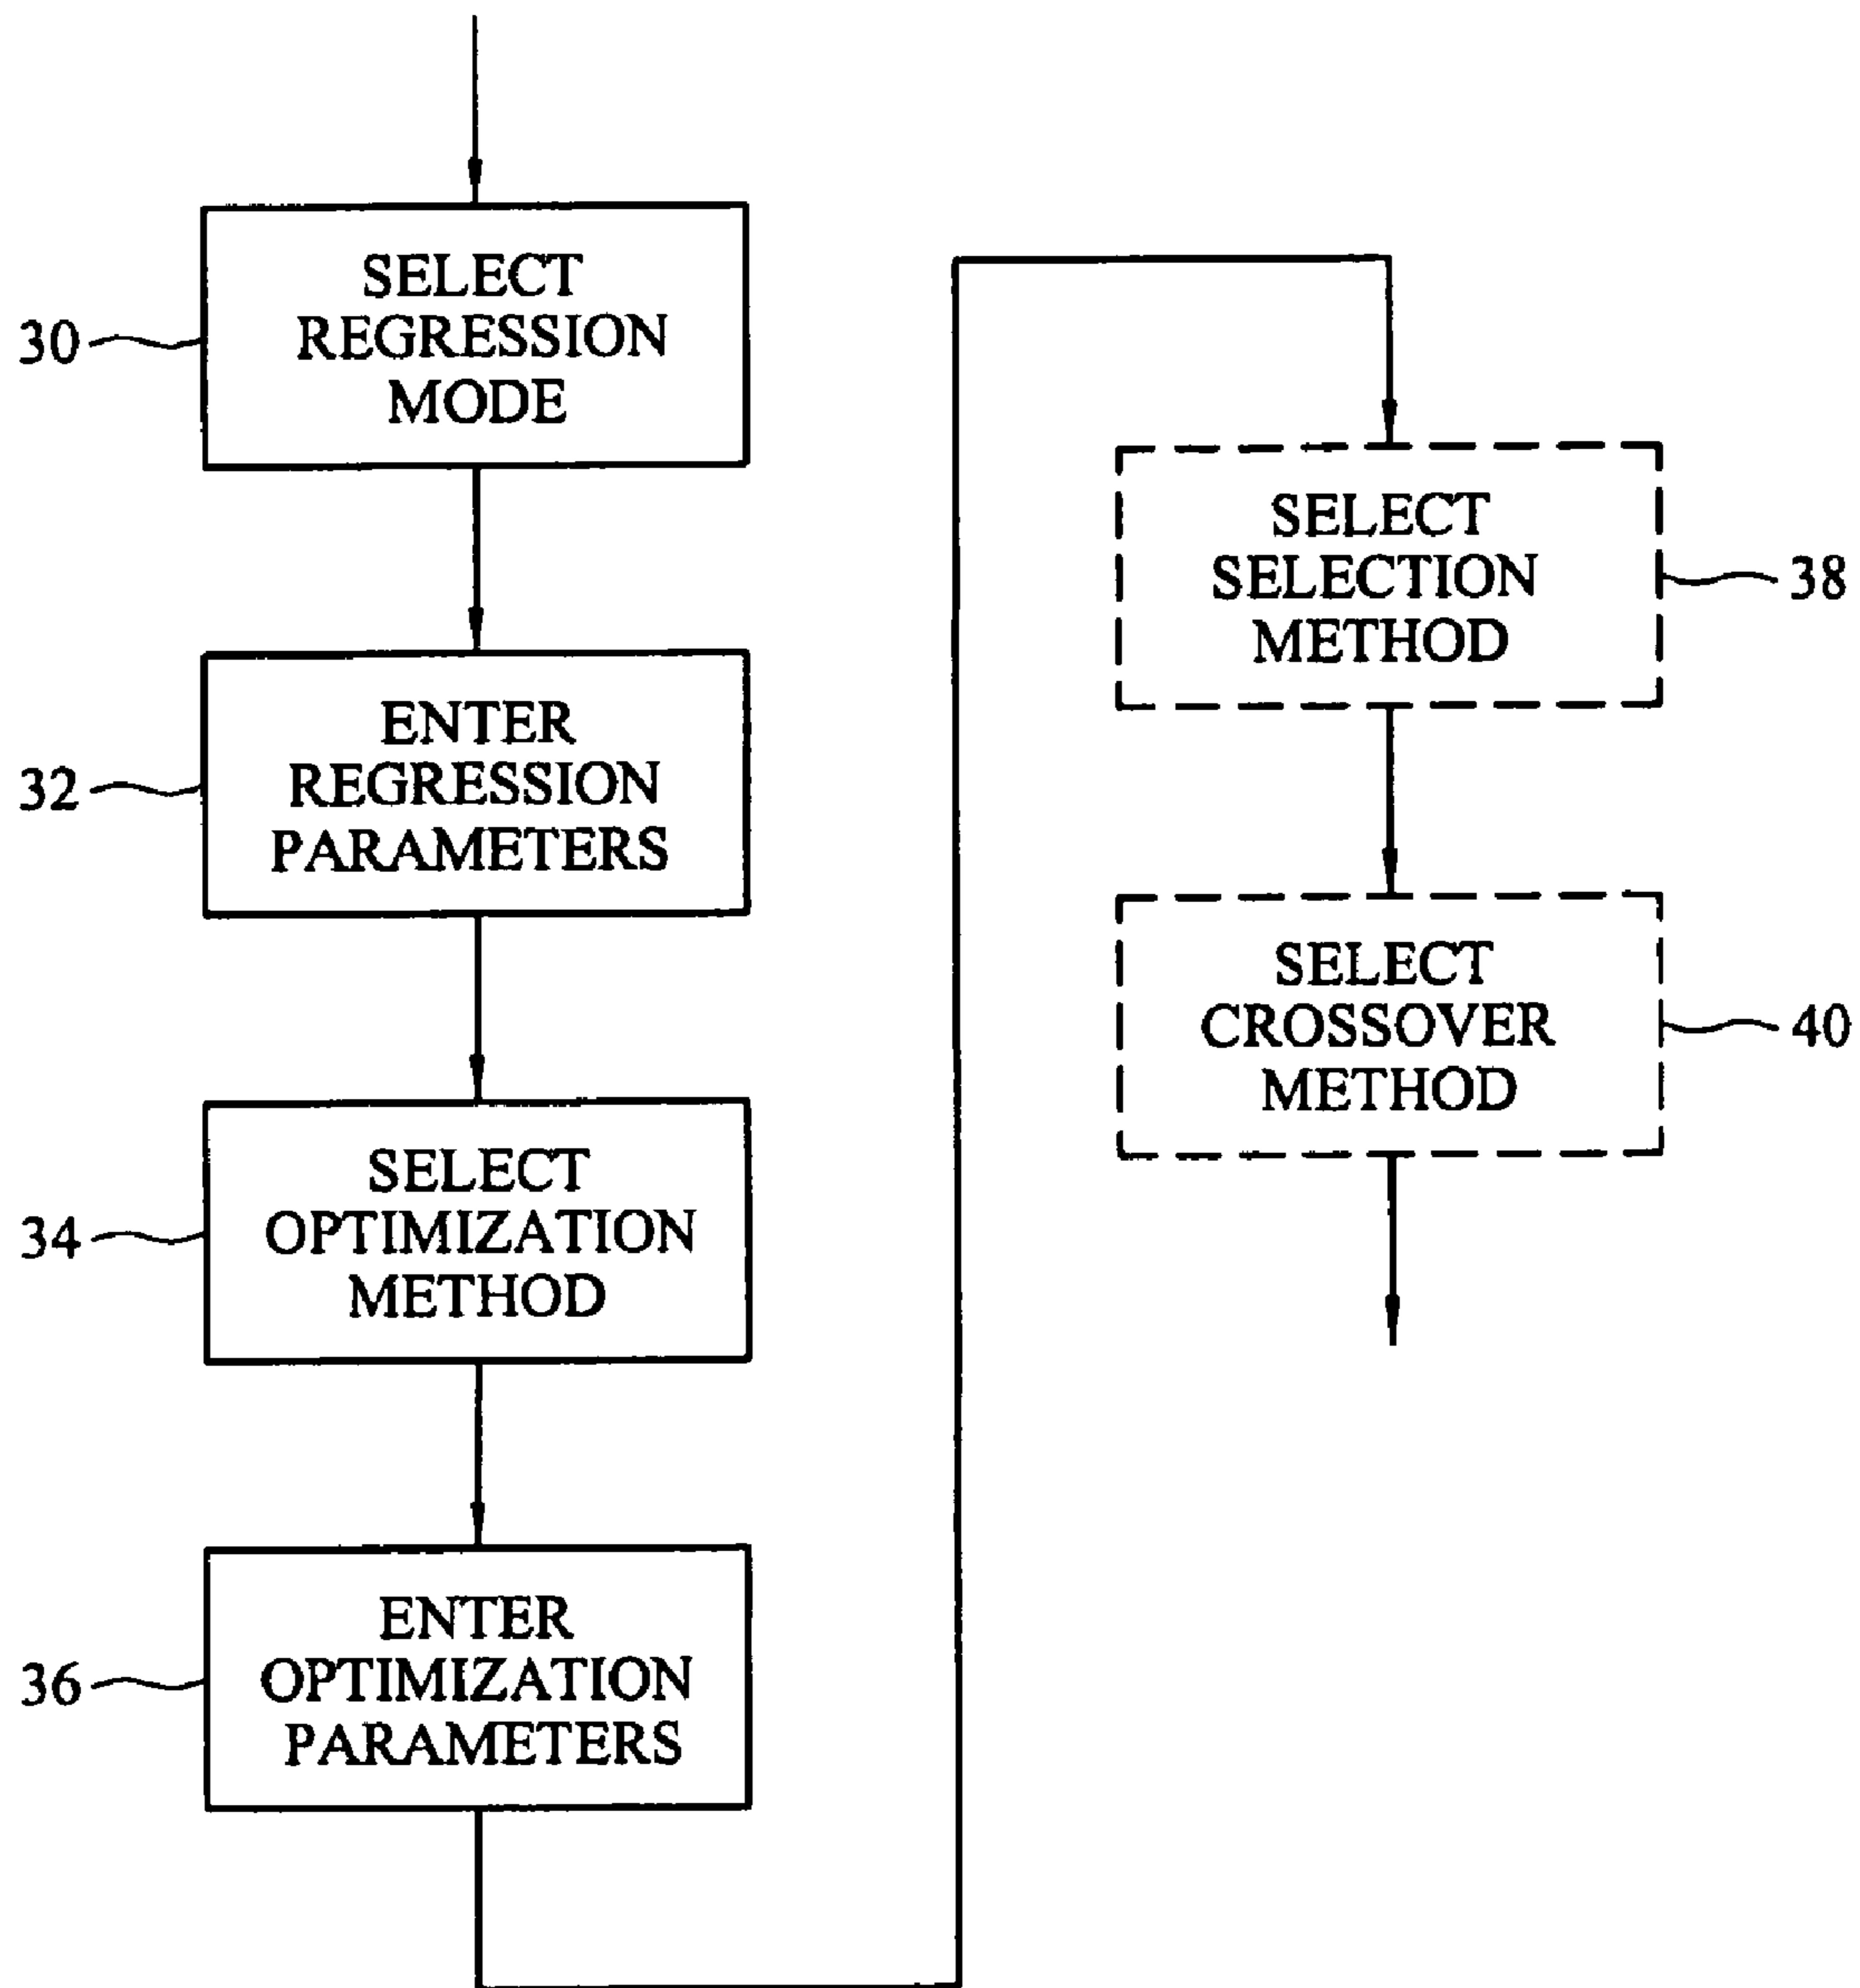 30
SELECT
REGRESSION
MODE
32
ENTER
REGRESSION
PARAMETERS
34
SELECT
OPTIMIZATION
METHOD
36
ENTER
OPTIMIZATION
PARAMETERS
SELECT
SELECTION
METHOD
38
SELECT
CROSSOVER
METHOD
40